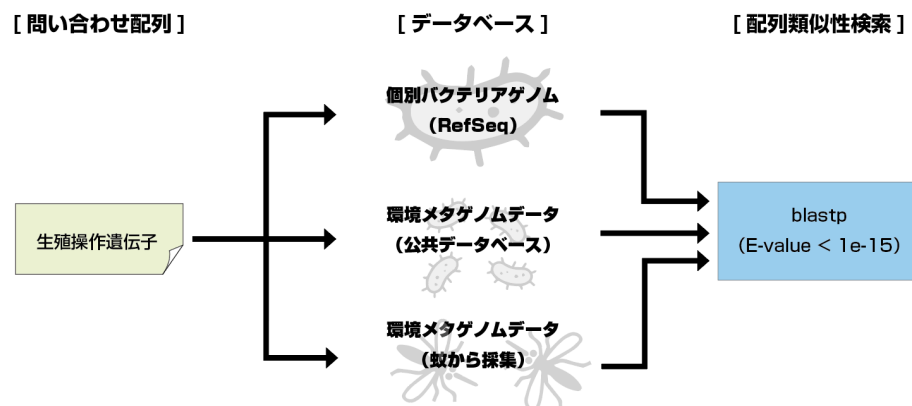 [ 問い合わせ配列 ]
[ データベース ]
[ 配列類似性検索 ]
個別バクテリアゲノム
（RefSeq）
生殖操作遺伝子
環境メタゲノムデータ
（公共データベース）
blastp
（E-value < 1e-15）
環境メタゲノムデータ
（蚊から採集）